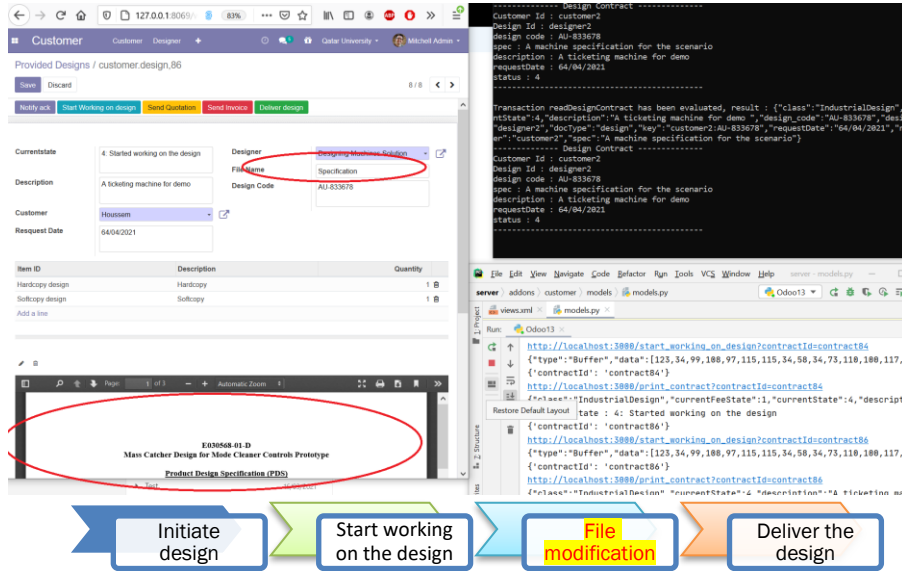 127.0.0.1:8069/
83%
Customer
Customer
Designer
Qatar University
Mitchell Admin
Provided Designs / customer.design,86
Save
Discard
6 / 8
Notify ack
Start Working on design
Send Quotation
Send Invoice
Deliver design
Currentstate
4: Started working on the design
Designer
Designing Machines Solution
File Name
Specification
Description
A ticketing machine for demo
Design Code
AU-833678
Customer
Houssem
Resquest Date
64/04/2021
Item ID
Description
Quantity
Hardcopy design
Hardcopy
1
Softcopy design
Softcopy
1
Add a line
Page:
1 of 3
Automatic Zoom
E030568-01-D
Mass Catcher Design for Mode Cleaner Controls Prototype
Product Design Specification (PDS)
Test
-------------- Design Contract --------------
Customer Id : customer2
Design Id : designer2
design code : AU-833678
spec : A machine specification for the scenario
description : A ticketing machine for demo
requestDate : 64/04/2021
status : 4
Transaction readDesignContract has been evaluated, result : {"class":"IndustrialDesign",
ntState":4,"description":"A ticketing machine for demo ","design_code":"AU-833678","desi
"designer2","docType":"design","key":"customer2:AU-833678","requestDate":"64/04/2021","r
er":"customer2","spec":"A machine specification for the scenario"}
-------------- Design Contract --------------
Customer Id : customer2
Design Id : designer2
design code : AU-833678
spec : A machine specification for the scenario
description : A ticketing machine for demo
requestDate : 64/04/2021
status : 4
File Edit View Navigate Code Refactor Run Tools VCS Window Help server - models.py
server addons customer models models.py
Odoo13
views.xml
models.py
1: Project
Run:
Odoo13
http://localhost:3000/start_working_on_design?contractId=contract84
{"type":"Buffer","data":[123,34,99,108,97,115,115,34,58,34,73,110,100,117,
{'contractId': 'contract84'}
http://localhost:3000/print_contract?contractId=contract84
{"class":"IndustrialDesign","currentFeeState":1,"currentState":4,"descript
Restore Default Layout
tate : 4: Started working on the design
{'contractId': 'contract86'}
http://localhost:3000/start_working_on_design?contractId=contract86
{"type":"Buffer","data":[123,34,99,108,97,115,115,34,58,34,73,110,100,117,
{'contractId': 'contract86'}
http://localhost:3000/print_contract?contractId=contract86
{"class":"IndustrialDesign","currentState":4,"description":"A ticketing ma
Z: Structure
Initiate
design
Start working
on the design
File
modification
Deliver the
design